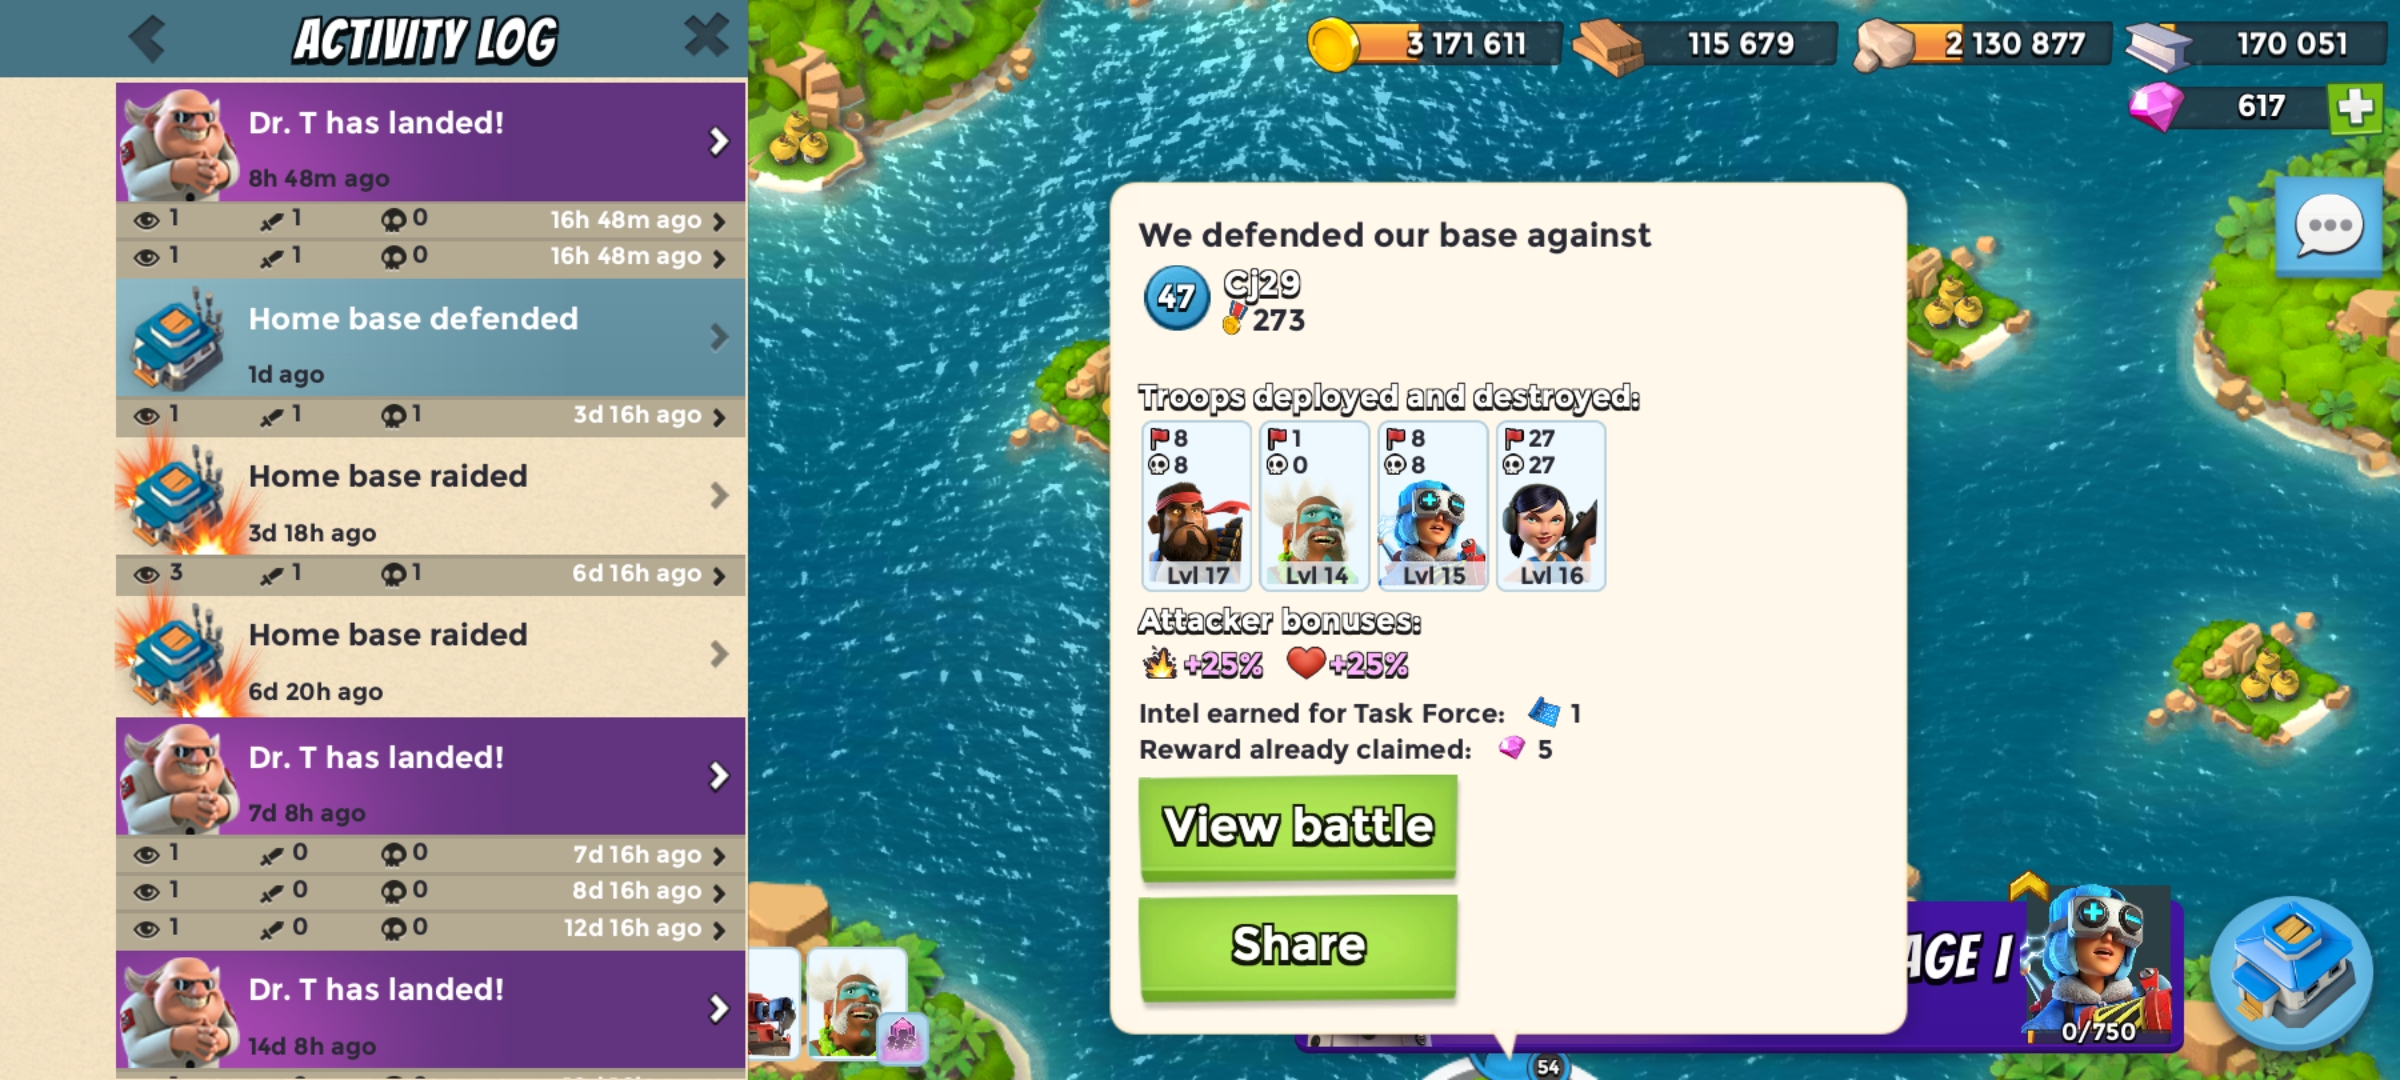 ACTIVITY LOG
Dr. T has landed!
8h 48m ago
1 1 0 16h 48m ago
1 1 0 16h 48m ago
Home base defended
1d ago
1 1 1 3d 16h ago
Home base raided
3d 18h ago
3 1 1 6d 16h ago
Home base raided
6d 20h ago
Dr. T has landed!
7d 8h ago
1 0 0 7d 16h ago
1 0 0 8d 16h ago
1 0 0 12d 16h ago
Dr. T has landed!
14d 8h ago
3 171 611 115 679 2 130 877 170 051
617
We defended our base against
47 Cj29
273
Troops deployed and destroyed:
8 1 8 27
8 0 8 27
Lvl 17 Lvl 14 Lvl 15 Lvl 16
Attacker bonuses:
+25% +25%
Intel earned for Task Force: 1
Reward already claimed: 5
View battle
Share
AGE I
0/750
54